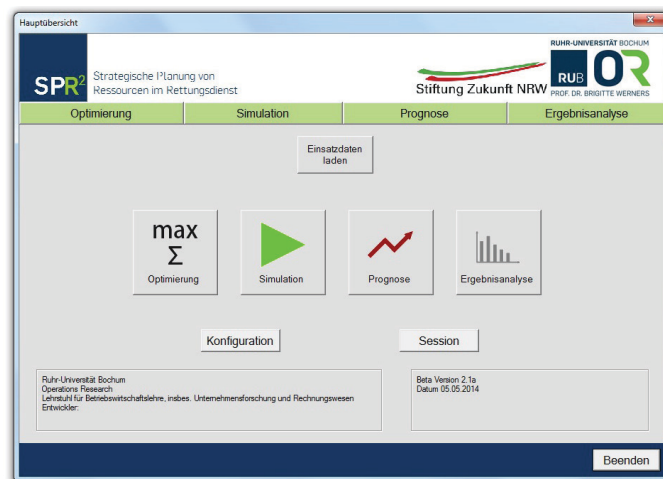 Hauptübersicht
SPR²
Strategische Planung von
Ressourcen im Rettungsdienst
Stiftung Zukunft NRW
RUHR-UNIVERSITÄT BOCHUM
RUB
OR
PROF. DR. BRIGITTE WERNERS
Optimierung
Simulation
Prognose
Ergebnisanalyse
Einsatzdaten
laden
max
Σ
Optimierung
Simulation
Prognose
Ergebnisanalyse
Konfiguration
Session
Ruhr-Universität Bochum
Operations Research
Lehrstuhl für Betriebswirtschaftslehre, insbes. Unternehmensforschung und Rechnungswesen
Entwickler:
Beta Version 2.1a
Datum 05.05.2014
Beenden